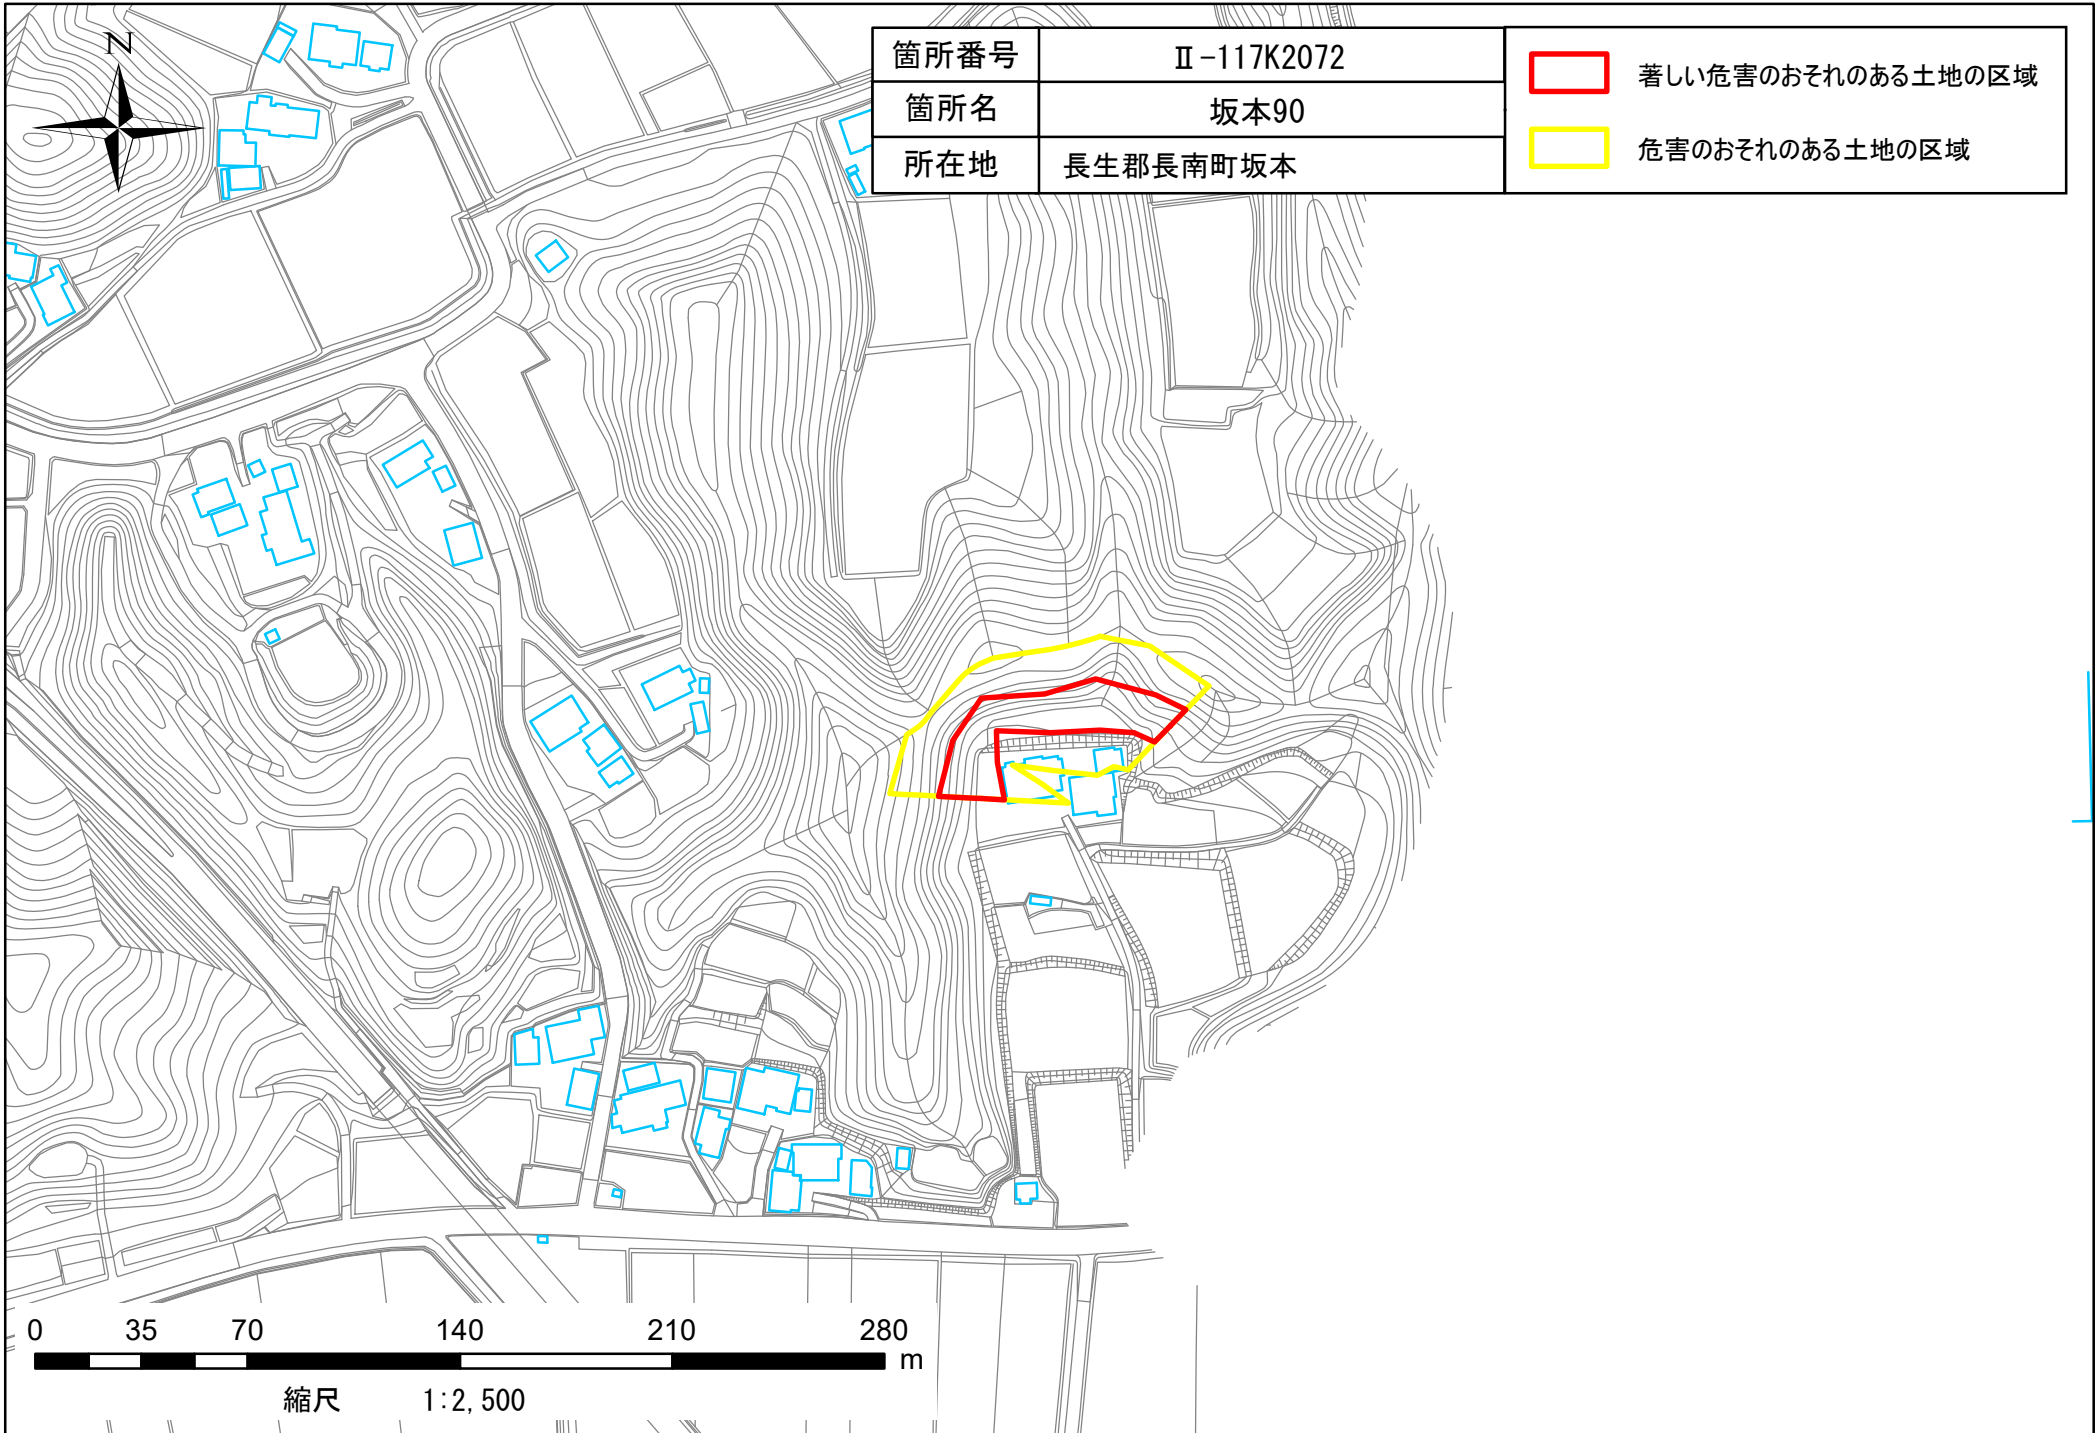 N
箇所番号 Ⅱ-117K2072
箇所名 坂本90
所在地 長生郡長南町坂本
著しい危害のおそれのある土地の区域
危害のおそれのある土地の区域
0 35 70 140 210 280
m
縮尺 1:2,500